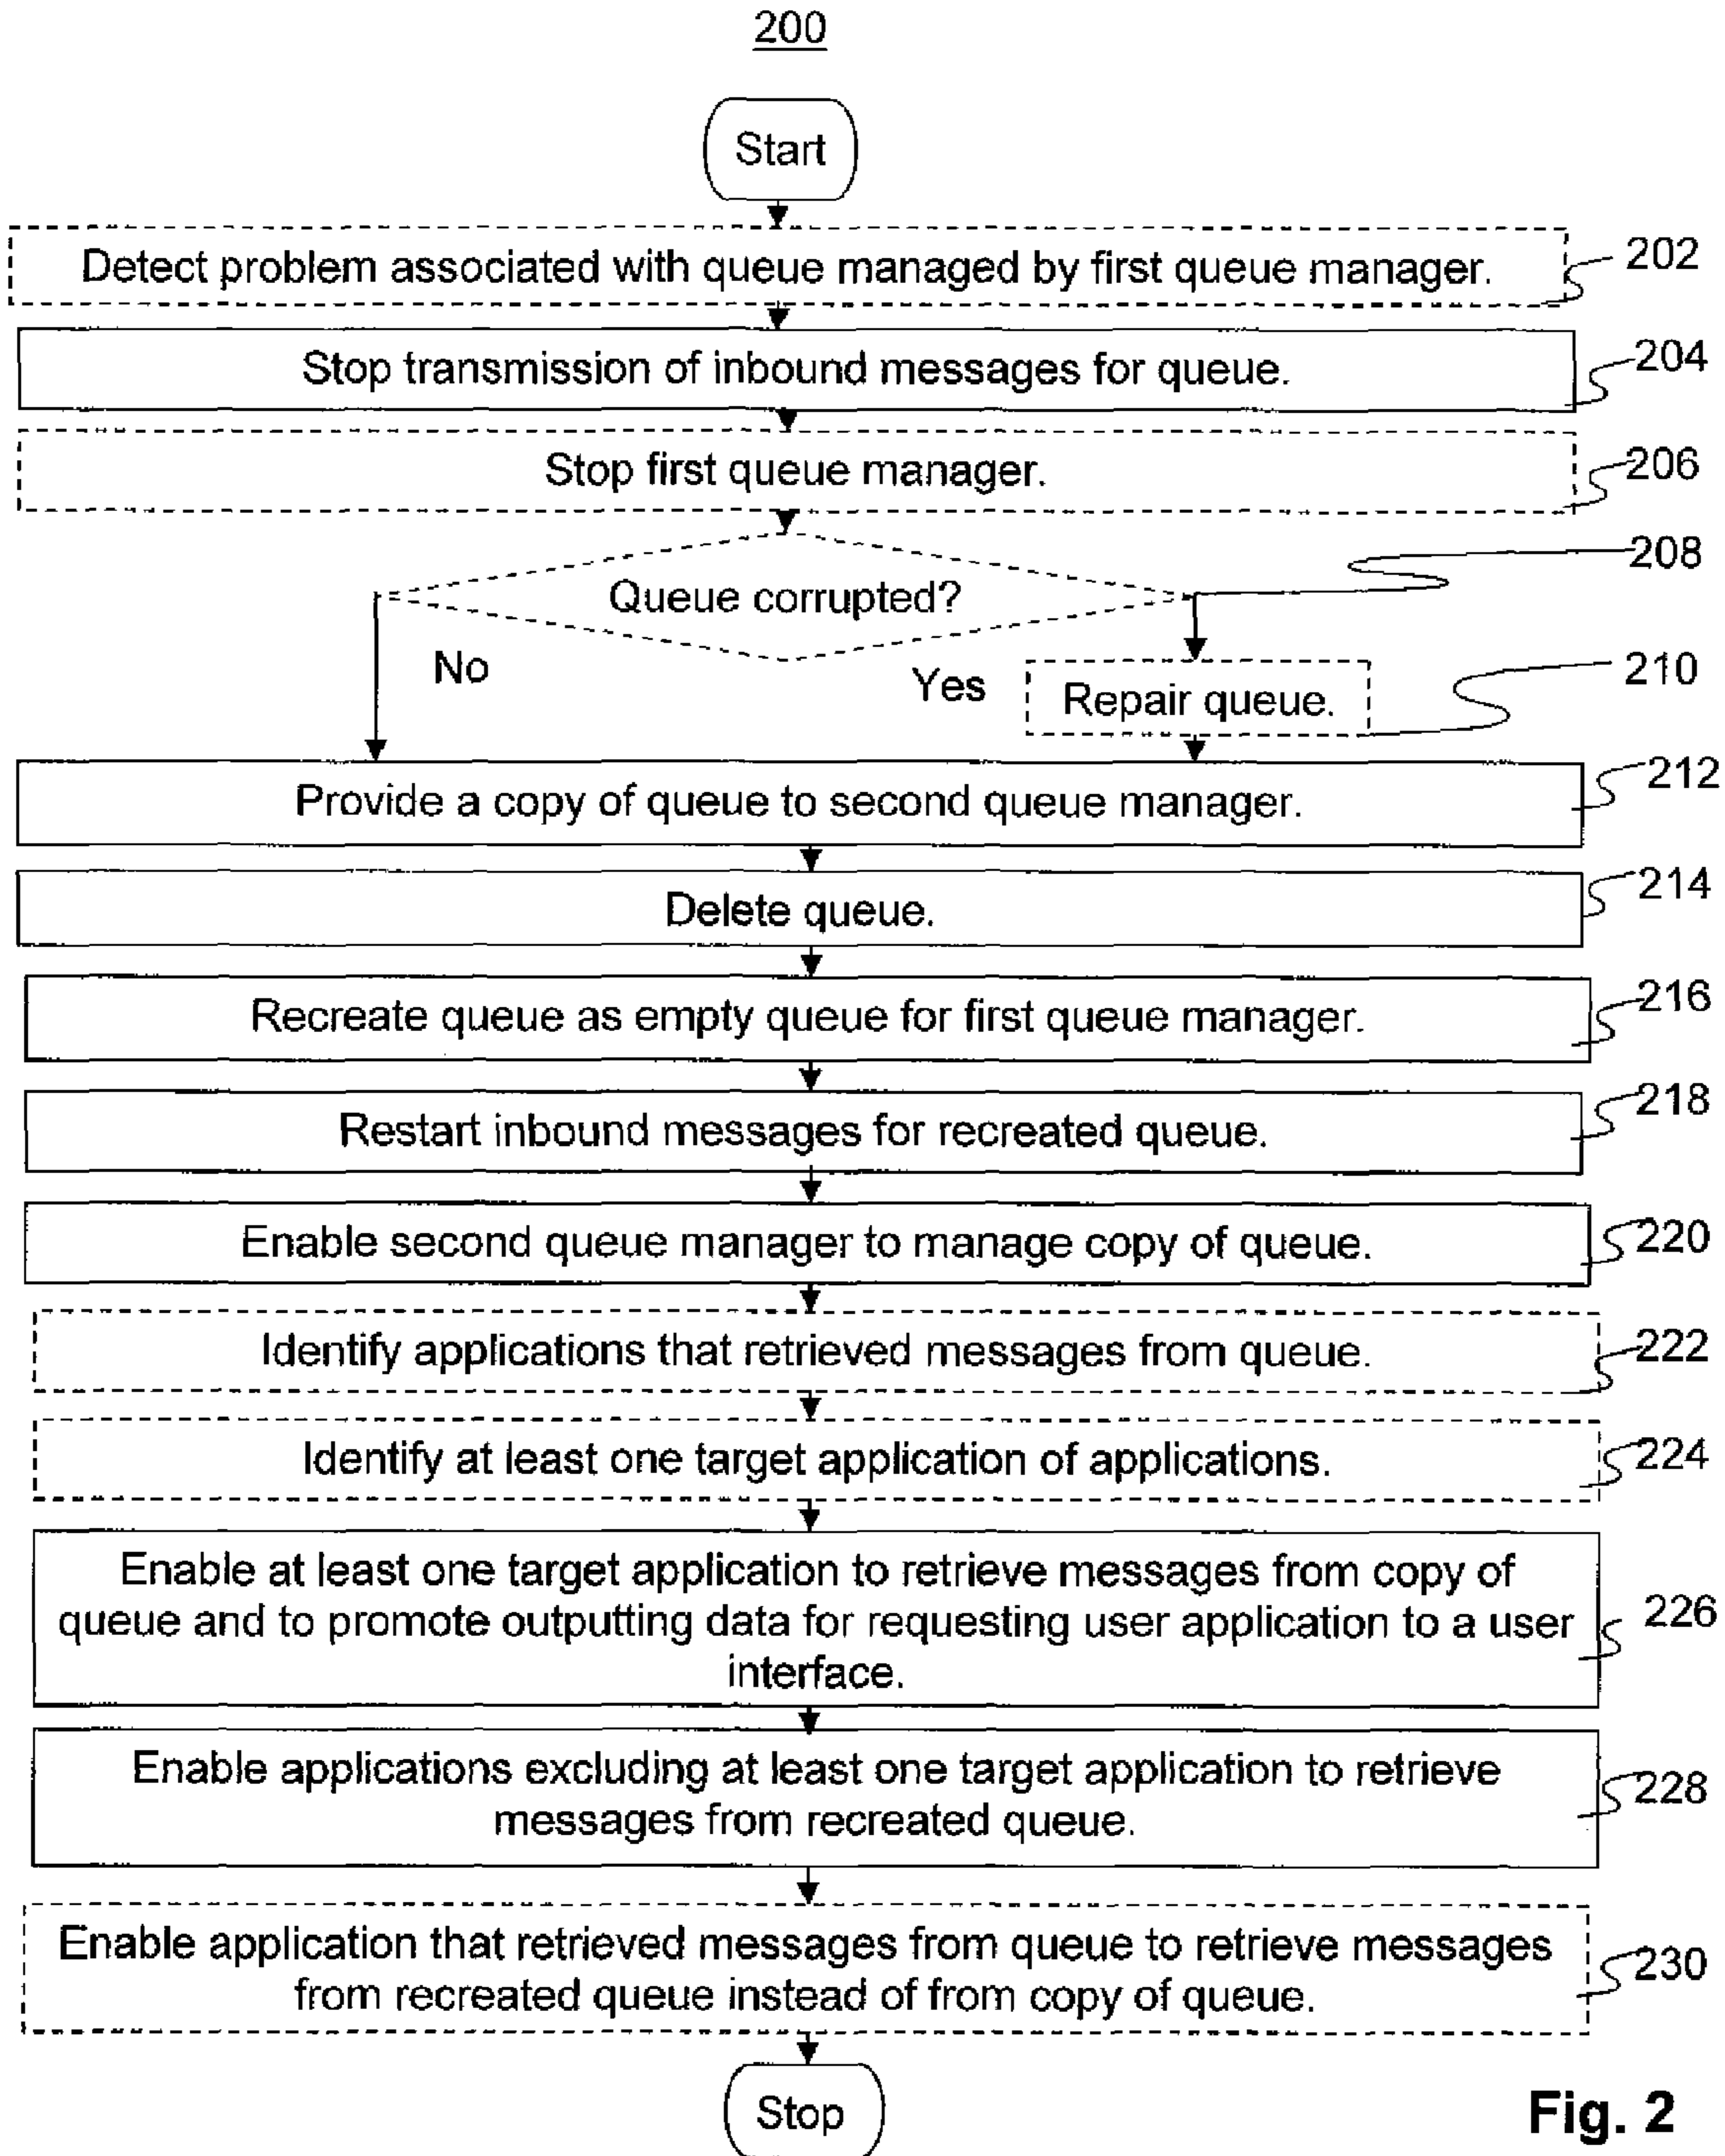 200
Start
Detect problem associated with queue managed by first queue manager.
202
Stop transmission of inbound messages for queue.
204
Stop first queue manager.
206
Queue corrupted?
208
No
Yes
Repair queue.
210
Provide a copy of queue to second queue manager.
212
Delete queue.
214
Recreate queue as empty queue for first queue manager.
216
Restart inbound messages for recreated queue.
218
Enable second queue manager to manage copy of queue.
220
Identify applications that retrieved messages from queue.
222
Identify at least one target application of applications.
224
Enable at least one target application to retrieve messages from copy of
queue and to promote outputting data for requesting user application to a user
interface.
226
Enable applications excluding at least one target application to retrieve
messages from recreated queue.
228
Enable application that retrieved messages from queue to retrieve messages
from recreated queue instead of from copy of queue.
230
Stop
Fig. 2